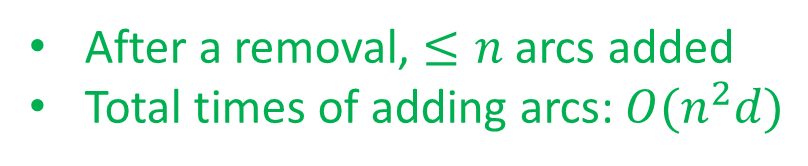 • After a removal, ≤ n arcs added
• Total times of adding arcs: O(n²d)